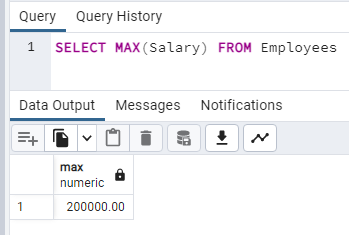 Query Query History
1 SELECT MAX(Salary) FROM Employees
Data Output Messages Notifications
max
numeric
1 200000.00